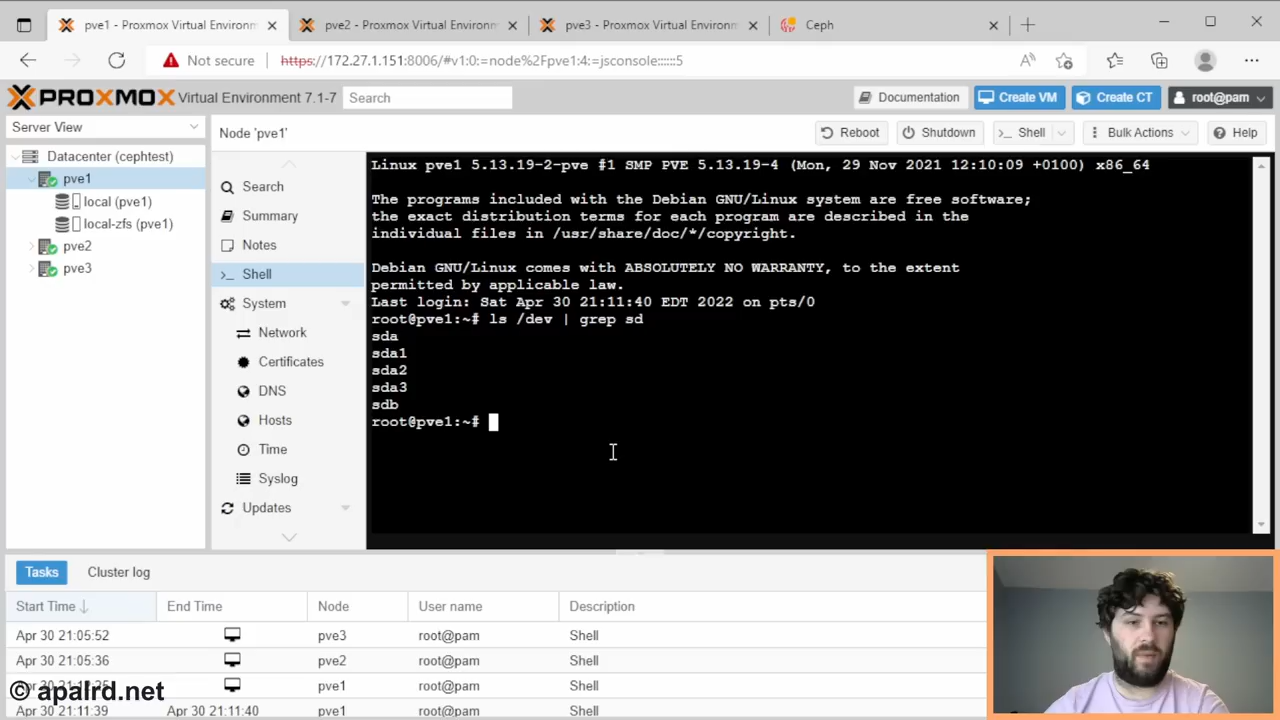 pve1 - Proxmox Virtual Environm
pve2 - Proxmox Virtual Environm
pve3 - Proxmox Virtual Environm
Ceph
Not secure
https://172.27.1.151:8006/#v1:0:=node%2Fpve1:4:=jsconsole::::::5
PROXMOX Virtual Environment 7.1-7
Search
Documentation
Create VM
Create CT
root@pam
Server View
Node 'pve1'
Reboot
Shutdown
Shell
Bulk Actions
Help
Datacenter (cephtest)
pve1
local (pve1)
local-zfs (pve1)
pve2
pve3
Search
Summary
Notes
Shell
System
Network
Certificates
DNS
Hosts
Time
Syslog
Updates
Linux pve1 5.13.19-2-pve #1 SMP PVE 5.13.19-4 (Mon, 29 Nov 2021 12:10:09 +0100) x86_64
The programs included with the Debian GNU/Linux system are free software;
the exact distribution terms for each program are described in the
individual files in /usr/share/doc/*/copyright.
Debian GNU/Linux comes with ABSOLUTELY NO WARRANTY, to the extent
permitted by applicable law.
Last login: Sat Apr 30 21:11:40 EDT 2022 on pts/0
root@pve1:~# ls /dev | grep sd
sda
sda1
sda2
sda3
sdb
root@pve1:~#
Tasks
Cluster log
Start Time End Time Node User name Description
Apr 30 21:05:52 pve3 root@pam Shell
Apr 30 21:05:36 pve2 root@pam Shell
pve1 root@pam Shell
© apalrd.net
Apr 30 21:11:39 Apr 30 21:11:40 pve1 root@pam Shell